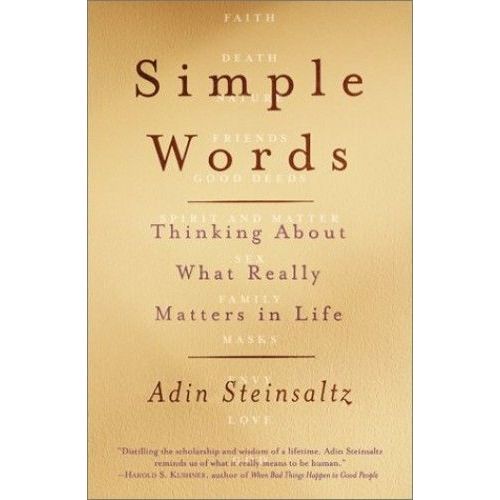 FAITH
DEATH
Simple
NATURE
FRIENDS
Words
GOOD DEEDS
SPIRIT AND MATTER
Thinking About
SEX
What Really
FAMILY
Matters in Life
MASKS
ENVY
Adin Steinsaltz
LOVE
"Distilling the scholarship and wisdom of a lifetime, Adin Steinsaltz
reminds us of what it really means to be human."
—HAROLD S. KUSHNER, author of When Bad Things Happen to Good People